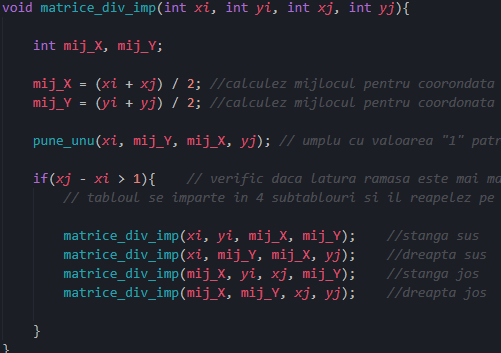 void matrice_div_imp(int xi, int yi, int xj, int yj){
int mij_X, mij_Y;
mij_X = (xi + xj) / 2; //calculez mijlocul pentru coorondata
mij_Y = (yi + yj) / 2; //calculez mijlocul pentru coordonata
pune_unu(xi, mij_Y, mij_X, yj); // umplu cu valoarea "1" patr
if(xj - xi > 1){ // verific daca latura ramasa este mai ma
// tabloul se imparte in 4 subtablouri si il reapelez pe
matrice_div_imp(xi, yi, mij_X, mij_Y); //stanga sus
matrice_div_imp(xi, mij_Y, mij_X, yj); //dreapta sus
matrice_div_imp(mij_X, yi, xj, mij_Y); //stanga jos
matrice_div_imp(mij_X, mij_Y, xj, yj); //dreapta jos
}
}